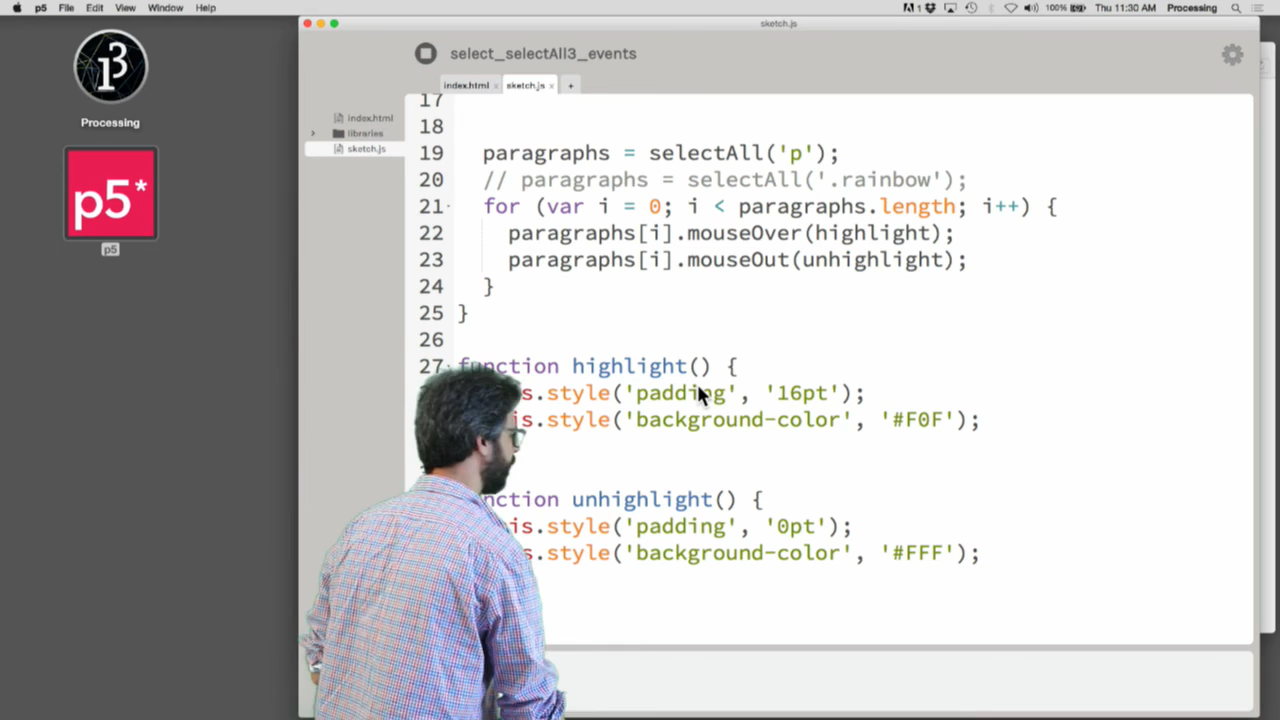 p5 File Edit View Window Help
1 100% Thu 11:30 AM Processing
sketch.js
select_selectAll3_events
index.html × sketch.js × +
Processing
p5*
p5
index.html
libraries
sketch.js
17
18
19 paragraphs = selectAll('p');
20 // paragraphs = selectAll('.rainbow');
21 for (var i = 0; i < paragraphs.length; i++) {
22 paragraphs[i].mouseOver(highlight);
23 paragraphs[i].mouseOut(unhighlight);
24 }
25 }
26
27 function highlight() {
s.style('padding', '16pt');
is.style('background-color', '#F0F');
nction unhighlight() {
is.style('padding', '0pt');
s.style('background-color', '#FFF');